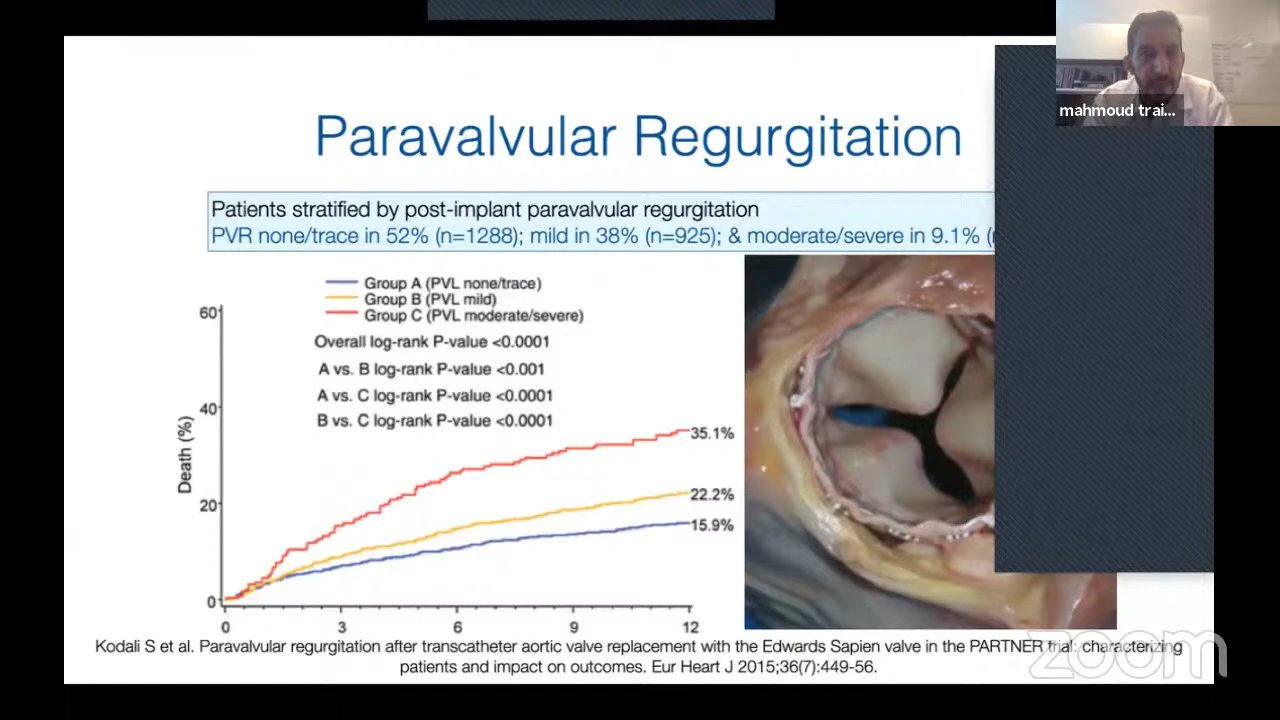 mahmoud trai...
Paravalvular Regurgitation
Patients stratified by post-implant paravalvular regurgitation
PVR none/trace in 52% (n=1288); mild in 38% (n=925); & moderate/severe in 9.1% (
Group A (PVL none/trace)
Group B (PVL mild)
Group C (PVL moderate/severe)
Overall log-rank P-value <0.0001
A vs. B log-rank P-value <0.001
A vs. C log-rank P-value <0.0001
B vs. C log-rank P-value <0.0001
Death (%)
60
40
20
0
35.1%
22.2%
15.9%
0 3 6 9 12
Kodali S et al. Paravalvular regurgitation after transcatheter aortic valve replacement with the Edwards Sapien valve in the PARTNER trial: characterizing
patients and impact on outcomes. Eur Heart J 2015;36(7):449-56.
zoom